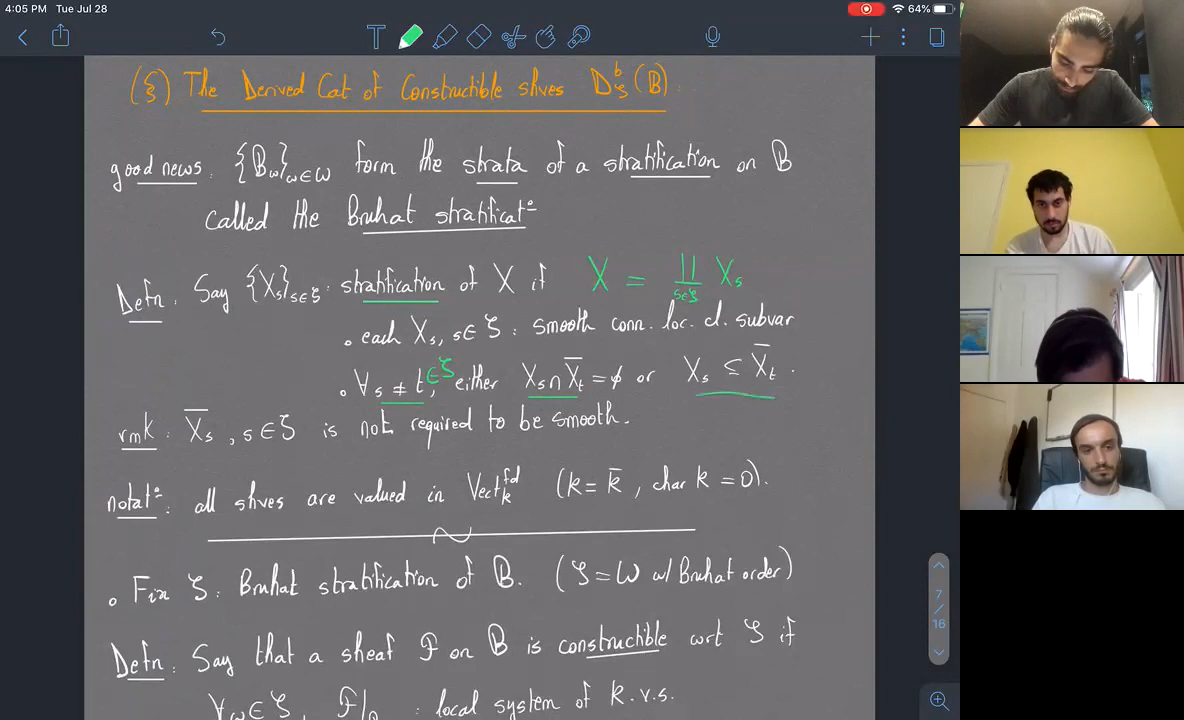 4:05 PM Tue Jul 28
64%
(ξ) The Derived Cat of Constructible shves D^b_S(B).
good news: {B_w}_{w∈W} form the strata of a stratification on B
called the Bruhat stratificat°
Defn: Say {X_s}_{s∈S}: stratification of X if X = ∐_{s∈S} X_s
• each X_s, s∈S: smooth conn. loc. cl. subvar
• ∀ s ≠ t ∈ S, either X_s ∩ X̄_t = φ or X_s ⊆ X̄_t.
rmk: X̄_s, s∈S is not required to be smooth.
notat°: all shves are valued in Vect_k^{fd} (k = k̄, char k = 0).
• Fix S: Bruhat stratification of B. (S = W w/ Bruhat order)
Defn: Say that a sheaf F on B is constructible wrt S if
∀ w ∈ S, F| : local system of k.v.s.
7
/
16